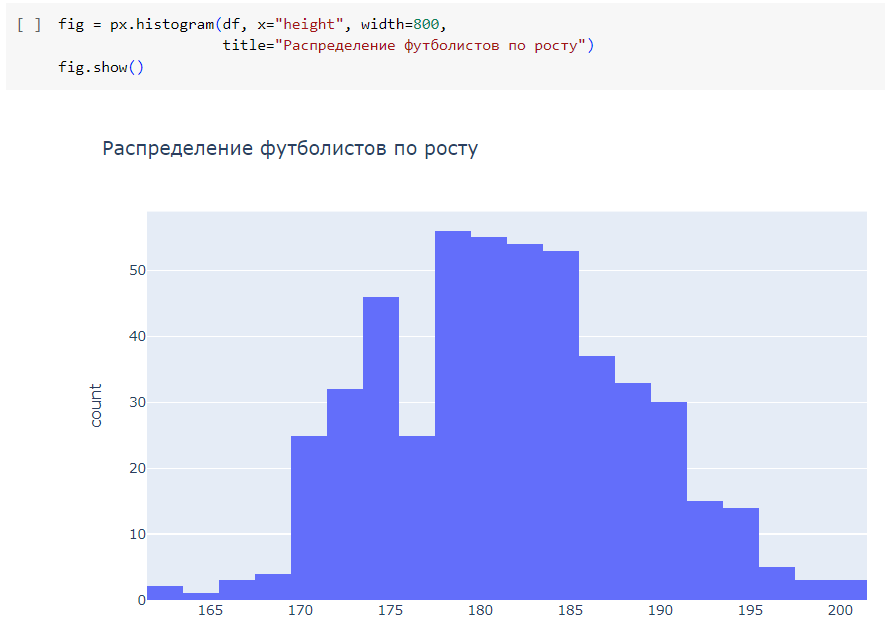 [ ] fig = px.histogram(df, x="height", width=800,
title="Распределение футболистов по росту")
fig.show()
Распределение футболистов по росту
50
40
30
20
10
0
count
165 170 175 180 185 190 195 200